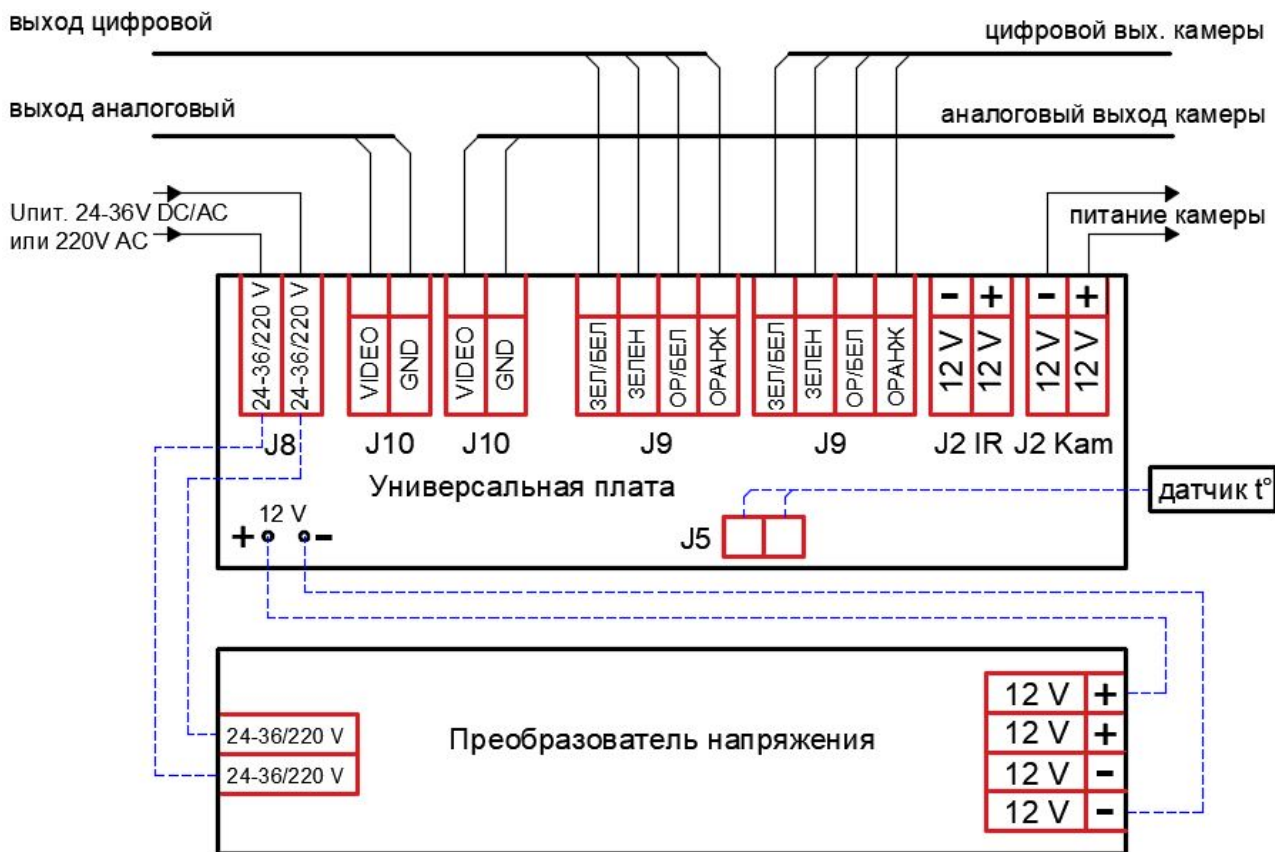 выход цифровой
цифровой вых. камеры
выход аналоговый
аналоговый выход камеры
Uпит. 24-36V DC/AC
или 220V AC
питание камеры
24-36/220 V
24-36/220 V
VIDEO
GND
VIDEO
GND
ЗЕЛ/БЕЛ
ЗЕЛЕН
ОР/БЕЛ
ОРАНЖ
ЗЕЛ/БЕЛ
ЗЕЛЕН
ОР/БЕЛ
ОРАНЖ
- +
12 V
12 V
- +
12 V
12 V
J8
J10
J10
J9
J9
J2 IR
J2 Kam
Универсальная плата
датчик t°
12 V
+ -
J5
12 V +
12 V +
12 V -
12 V -
24-36/220 V
24-36/220 V
Преобразователь напряжения